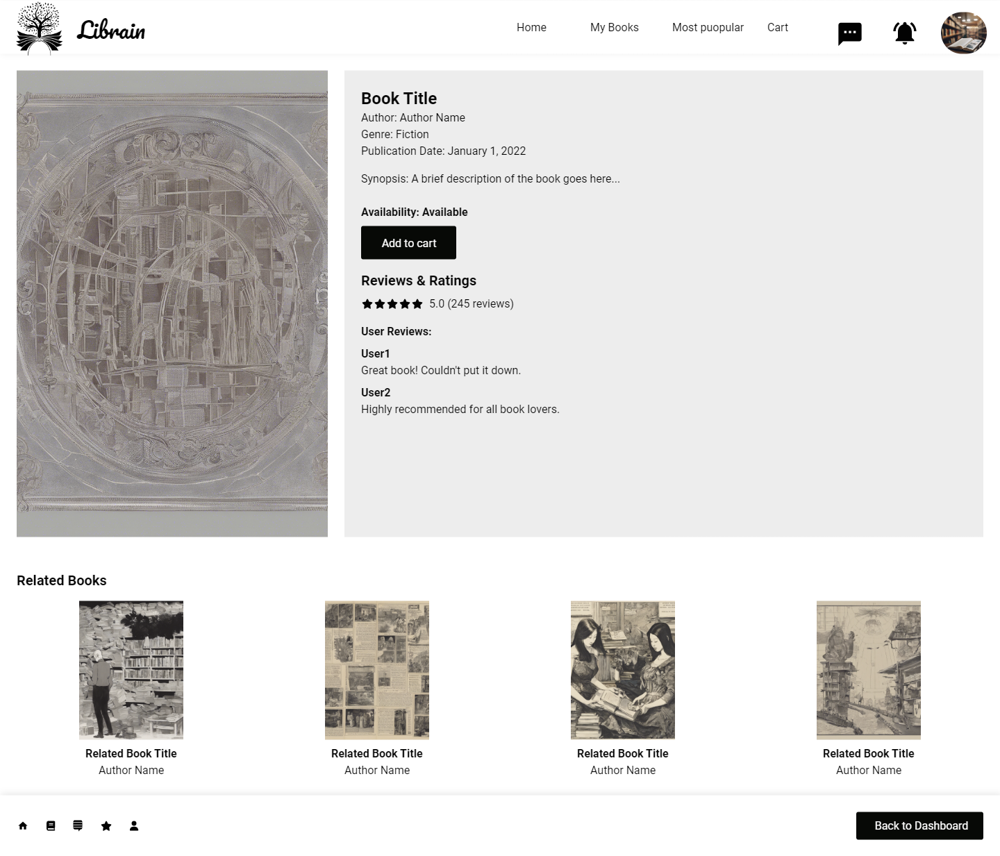 Librain
Home
My Books
Most puopular
Cart
Book Title
Author: Author Name
Genre: Fiction
Publication Date: January 1, 2022
Synopsis: A brief description of the book goes here...
Availability: Available
Add to cart
Reviews & Ratings
5.0 (245 reviews)
User Reviews:
User1
Great book! Couldn't put it down.
User2
Highly recommended for all book lovers.
Related Books
Related Book Title
Author Name
Related Book Title
Author Name
Related Book Title
Author Name
Related Book Title
Author Name
Back to Dashboard